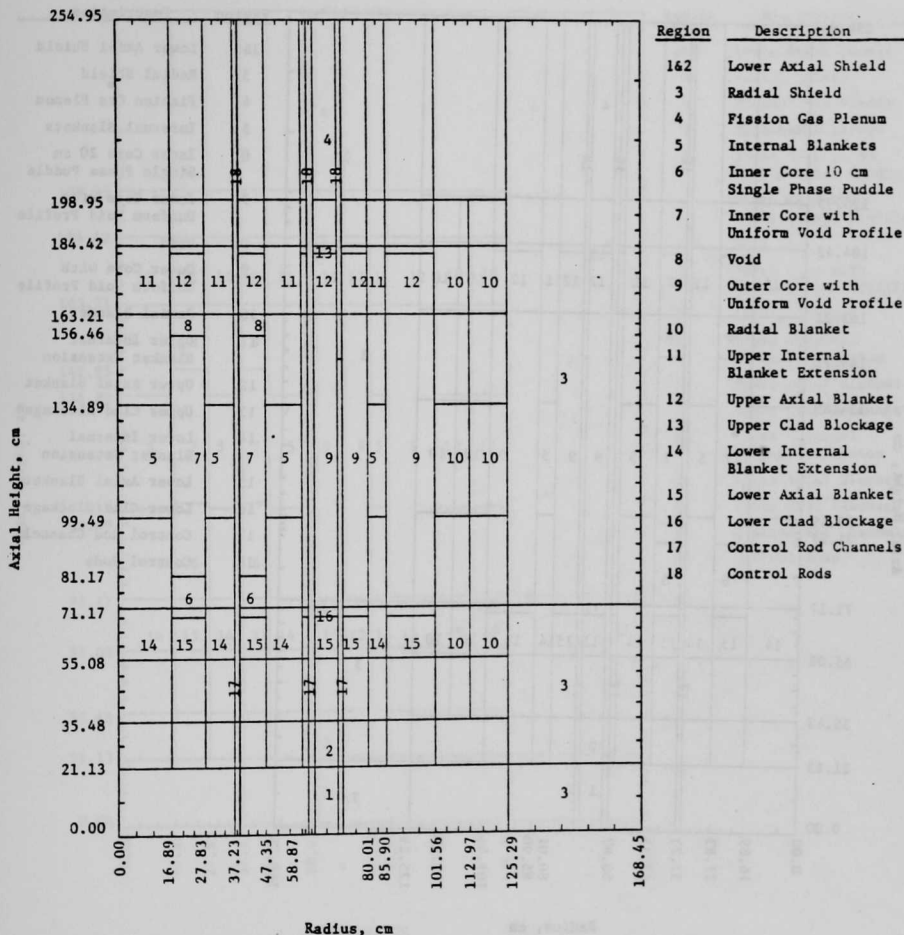 254.95
198.95
184.42
163.21
156.46
134.89
99.49
81.17
71.17
55.08
35.48
21.13
0.00
Axial Height, cm
4
18
18
18
13
11 12 11 12 11 12 12 11 12 10 10
8 8
3
5 7 5 7 5 9 9 5 9 10 10
6 6
16
14 15 14 15 14 15 15 14 15 10 10
17
17
17
3
2
1
3
0.00
16.89
27.83
37.23
47.35
58.87
80.01
85.90
101.56
112.97
125.29
168.45
Radius, cm
Region Description
1&2 Lower Axial Shield
3 Radial Shield
4 Fission Gas Plenum
5 Internal Blankets
6 Inner Core 10 cm
Single Phase Puddle
7 Inner Core with
Uniform Void Profile
8 Void
9 Outer Core with
Uniform Void Profile
10 Radial Blanket
11 Upper Internal
Blanket Extension
12 Upper Axial Blanket
13 Upper Clad Blockage
14 Lower Internal
Blanket Extension
15 Lower Axial Blanket
16 Lower Clad Blockage
17 Control Rod Channels
18 Control Rods